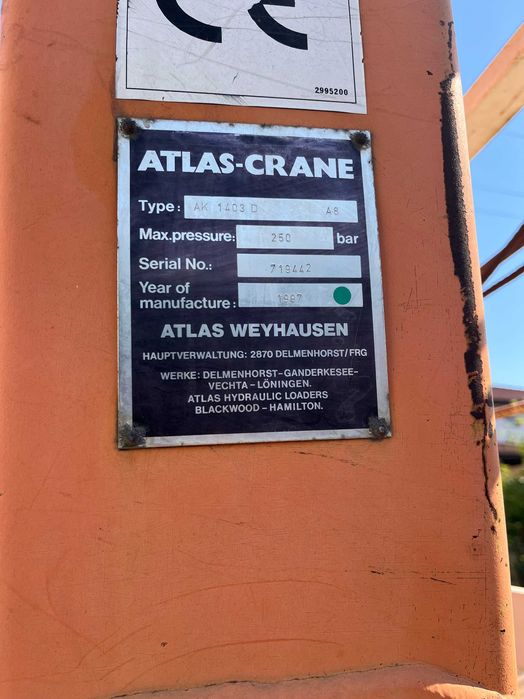 CE
2995200
ATLAS-CRANE
Type: AK 1403 D A8
Max.pressure: 250 bar
Serial No.: 719442
Year of
manufacture: 1997
ATLAS WEYHAUSEN
HAUPTVERWALTUNG: 2870 DELMENHORST/FRG
WERKE: DELMENHORST-GANDERKESEE-
VECHTA-LÖNINGEN.
ATLAS HYDRAULIC LOADERS
BLACKWOOD-HAMILTON.